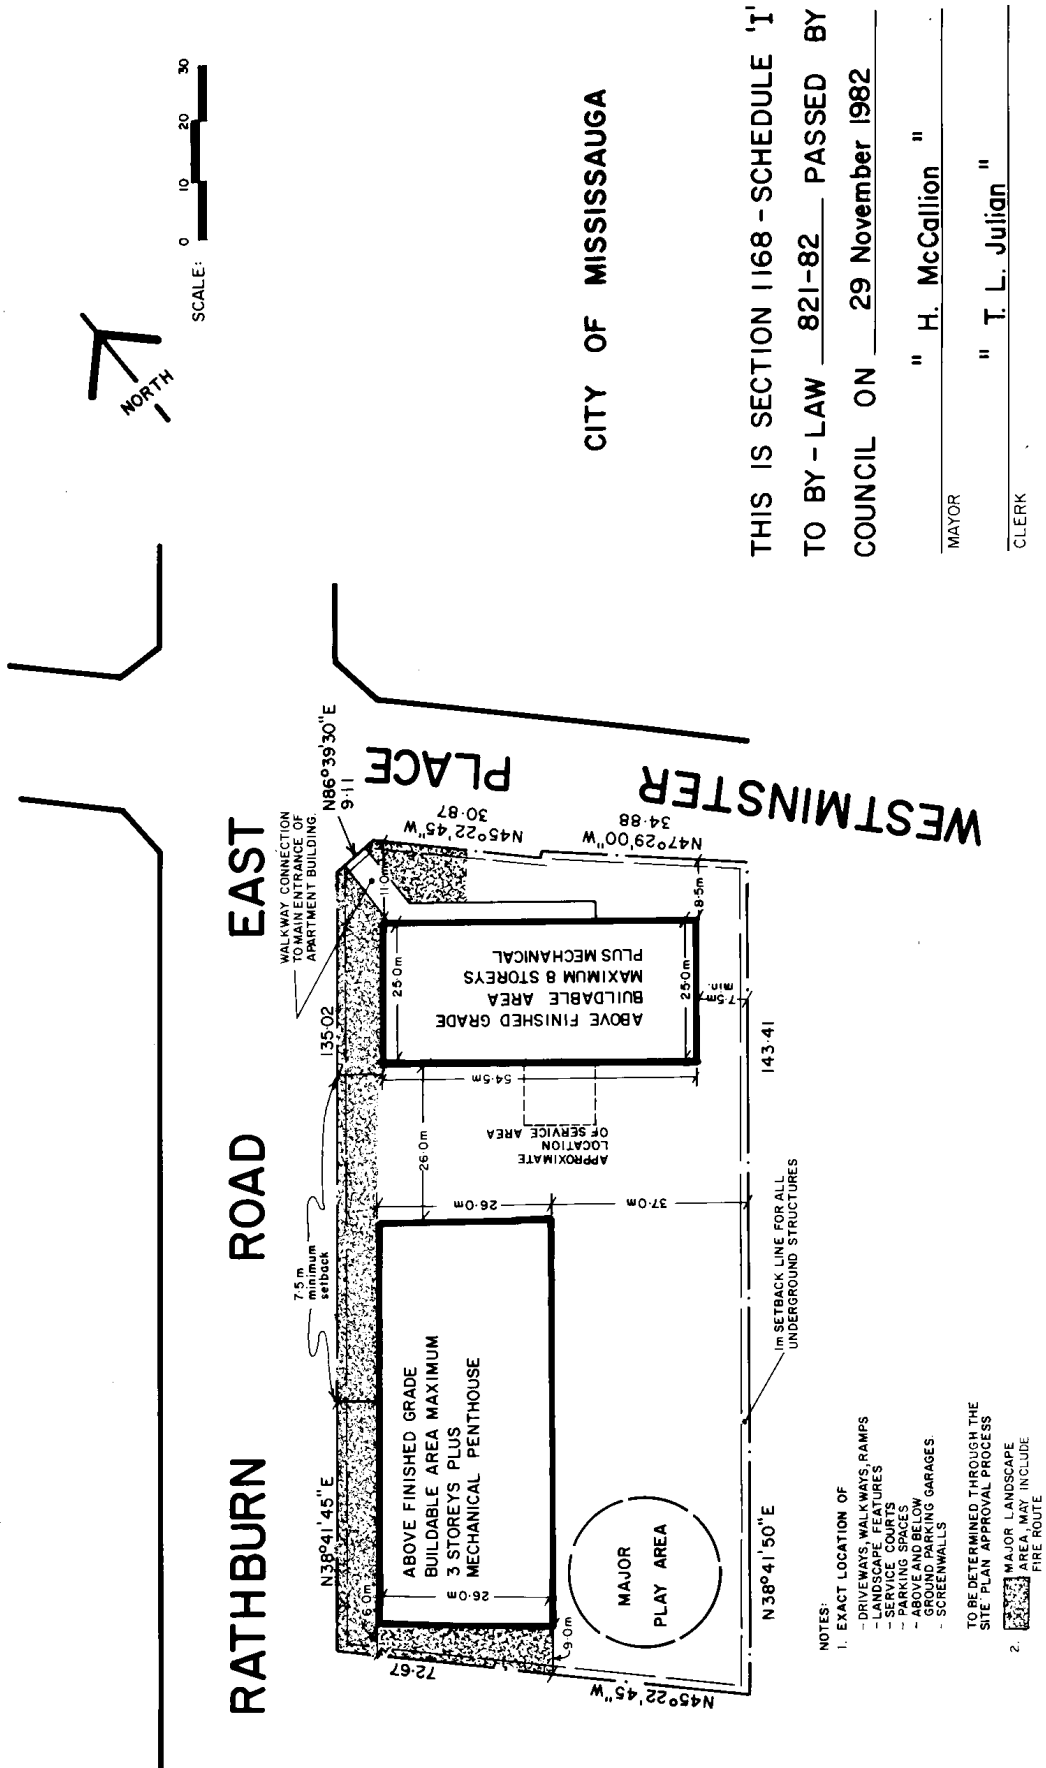 RATHBURN ROAD EAST
WESTMINSTER PLACE
NORTH
SCALE:
0 10 20 30
CITY OF MISSISSAUGA
THIS IS SECTION 1168 - SCHEDULE 'I'
TO BY - LAW 821-82 PASSED BY
COUNCIL ON 29 November 1982
" H. McCallion "
MAYOR
" T. L. Julian "
CLERK
WALKWAY CONNECTION
TO MAIN ENTRANCE OF
APARTMENT BUILDING.
N86°39'30"E
9·11
N45°22'45"W
30·87
N47°29'00"W
34·88
135·02
7·5 m
minimum
setback
N38°41'45"E
11·0m
8·5m
25·0m
25·0m
ABOVE FINISHED GRADE
BUILDABLE AREA
MAXIMUM 8 STOREYS
PLUS MECHANICAL
7·5m
min.
54·5m
143·41
APPROXIMATE
LOCATION
OF SERVICE AREA
26·0m
26·0m
37·0m
ABOVE FINISHED GRADE
BUILDABLE AREA MAXIMUM
3 STOREYS PLUS
MECHANICAL PENTHOUSE
6·0m
26·0m
9·0m
72·67
N45°22'45"W
MAJOR
PLAY AREA
N38°41'50"E
1m SETBACK LINE FOR ALL
UNDERGROUND STRUCTURES
NOTES:
1. EXACT LOCATION OF
- DRIVEWAYS, WALKWAYS, RAMPS
- LANDSCAPE FEATURES
- SERVICE COURTS
- PARKING SPACES
- ABOVE AND BELOW
GROUND PARKING GARAGES.
- SCREENWALLS
TO BE DETERMINED THROUGH THE
SITE PLAN APPROVAL PROCESS
2. MAJOR LANDSCAPE
AREA, MAY INCLUDE
FIRE ROUTE